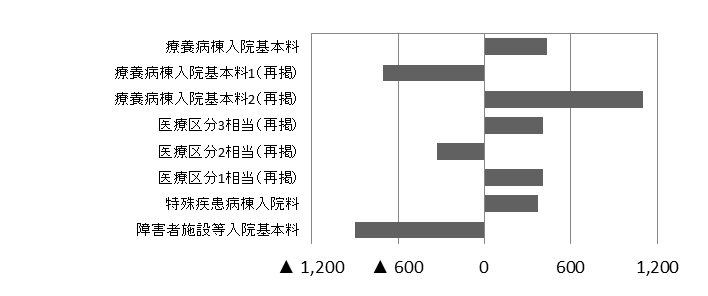 療養病棟入院基本料
療養病棟入院基本料1(再掲)
療養病棟入院基本料2(再掲)
医療区分3相当(再掲)
医療区分2相当(再掲)
医療区分1相当(再掲)
特殊疾患病棟入院料
障害者施設等入院基本料
▲ 1,200 ▲ 600 0 600 1,200